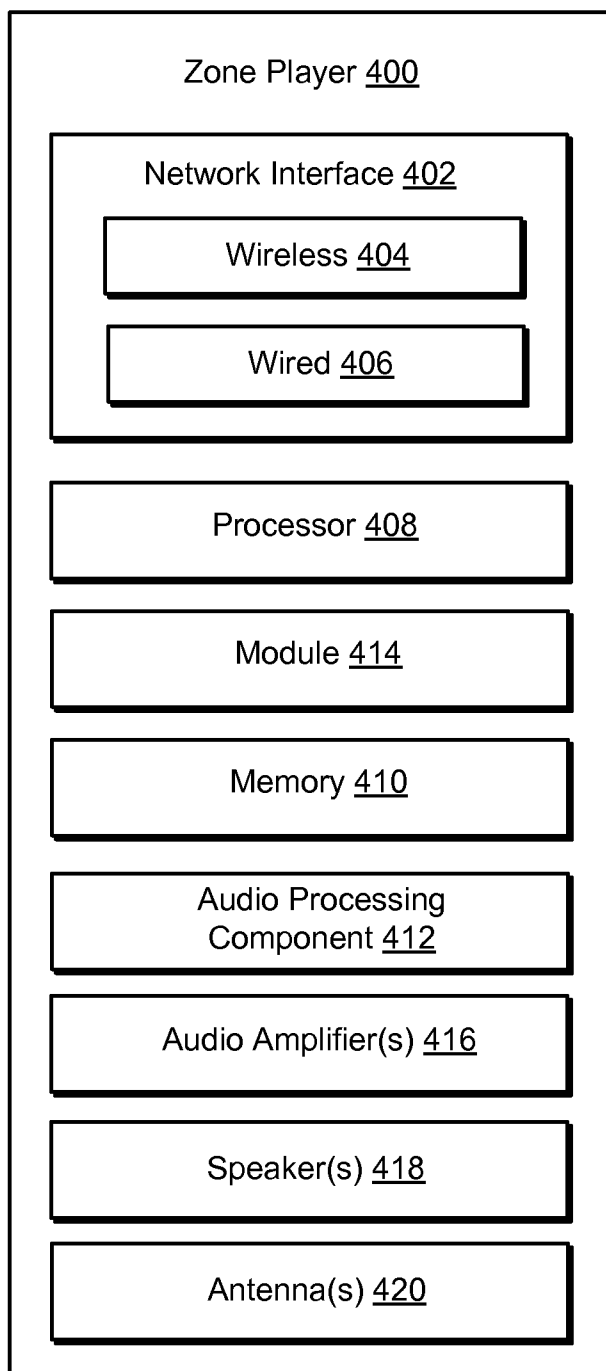 Zone Player 400
Network Interface 402
Wireless 404
Wired 406
Processor 408
Module 414
Memory 410
Audio Processing
Component 412
Audio Amplifier(s) 416
Speaker(s) 418
Antenna(s) 420